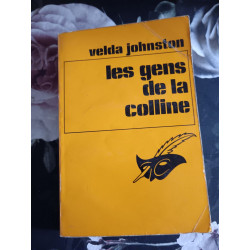 velda johnston
les gens
de la
colline